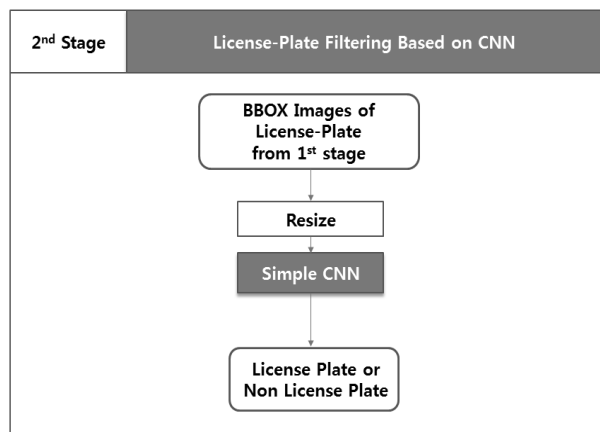 2nd Stage
License-Plate Filtering Based on CNN
BBOX Images of
License-Plate
from 1st stage
Resize
Simple CNN
License Plate or
Non License Plate